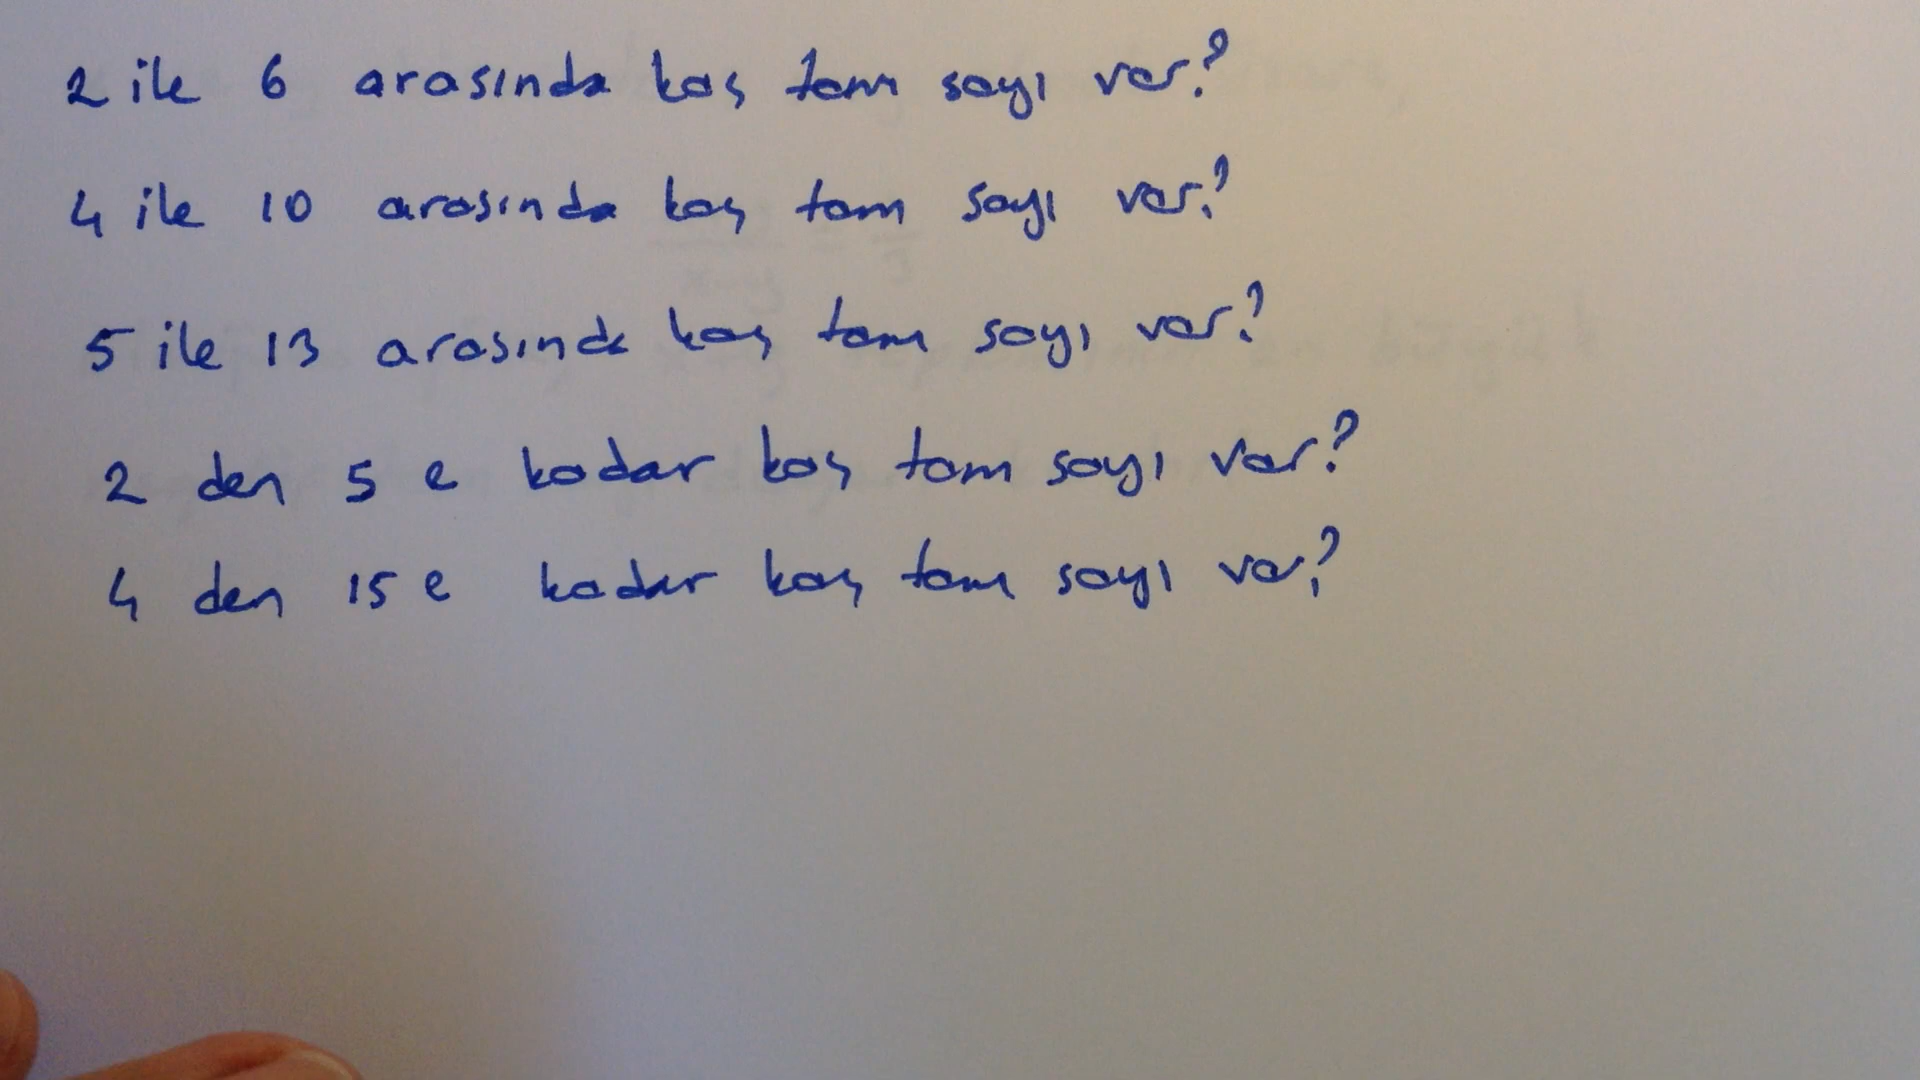 2 ile 6 arasında kaç tam sayı var?
4 ile 10 arasında kaç tam sayı var?
5 ile 13 arasında kaç tam sayı var?
2 den 5 e kadar kaç tam sayı var?
4 den 15 e kadar kaç tam sayı var?